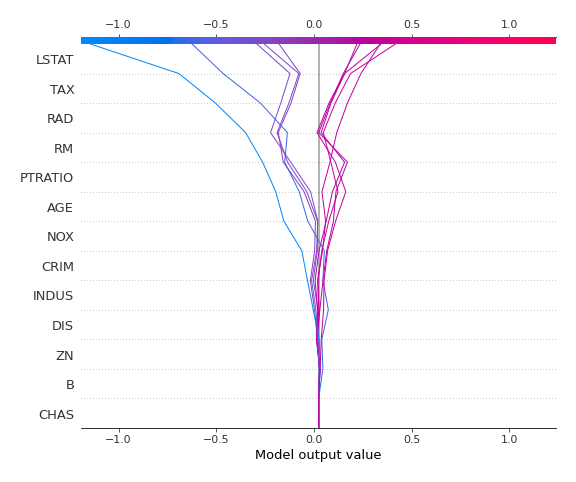 −1.0 −0.5 0.0 0.5 1.0
LSTAT
TAX
RAD
RM
PTRATIO
AGE
NOX
CRIM
INDUS
DIS
ZN
B
CHAS
−1.0 −0.5 0.0 0.5 1.0
Model output value